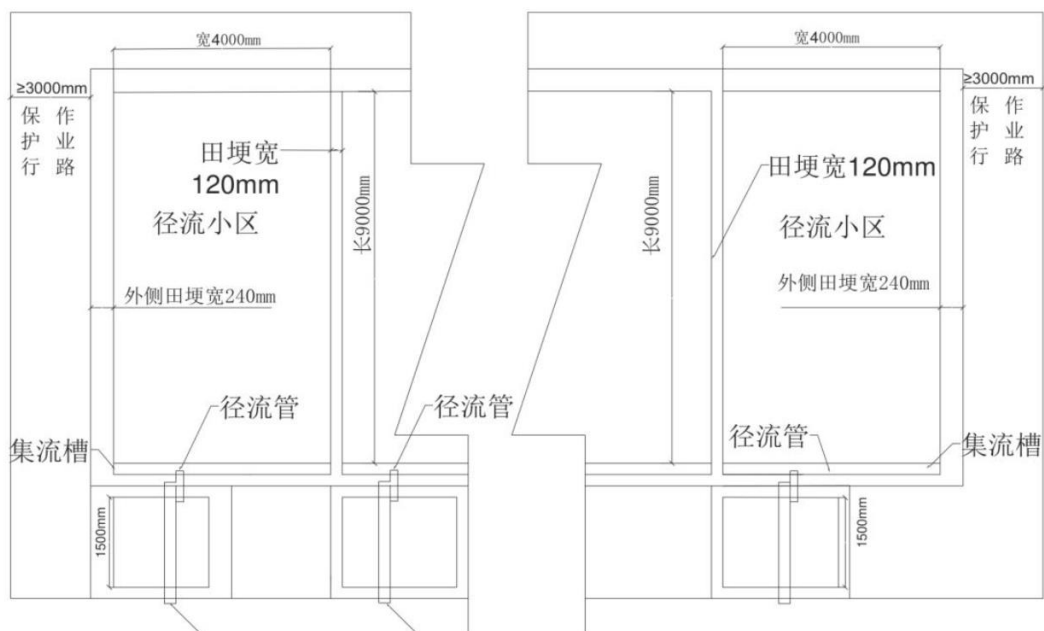 宽4000mm
宽4000mm
≥3000mm
保 作
护 业
行 路
≥3000mm
保 作
护 业
行 路
田埂宽
120mm
径流小区
长9000mm
长9000mm
田埂宽120mm
径流小区
外侧田埂宽240mm
外侧田埂宽240mm
径流管
径流管
集流槽
径流管
集流槽
1500mm
1500mm